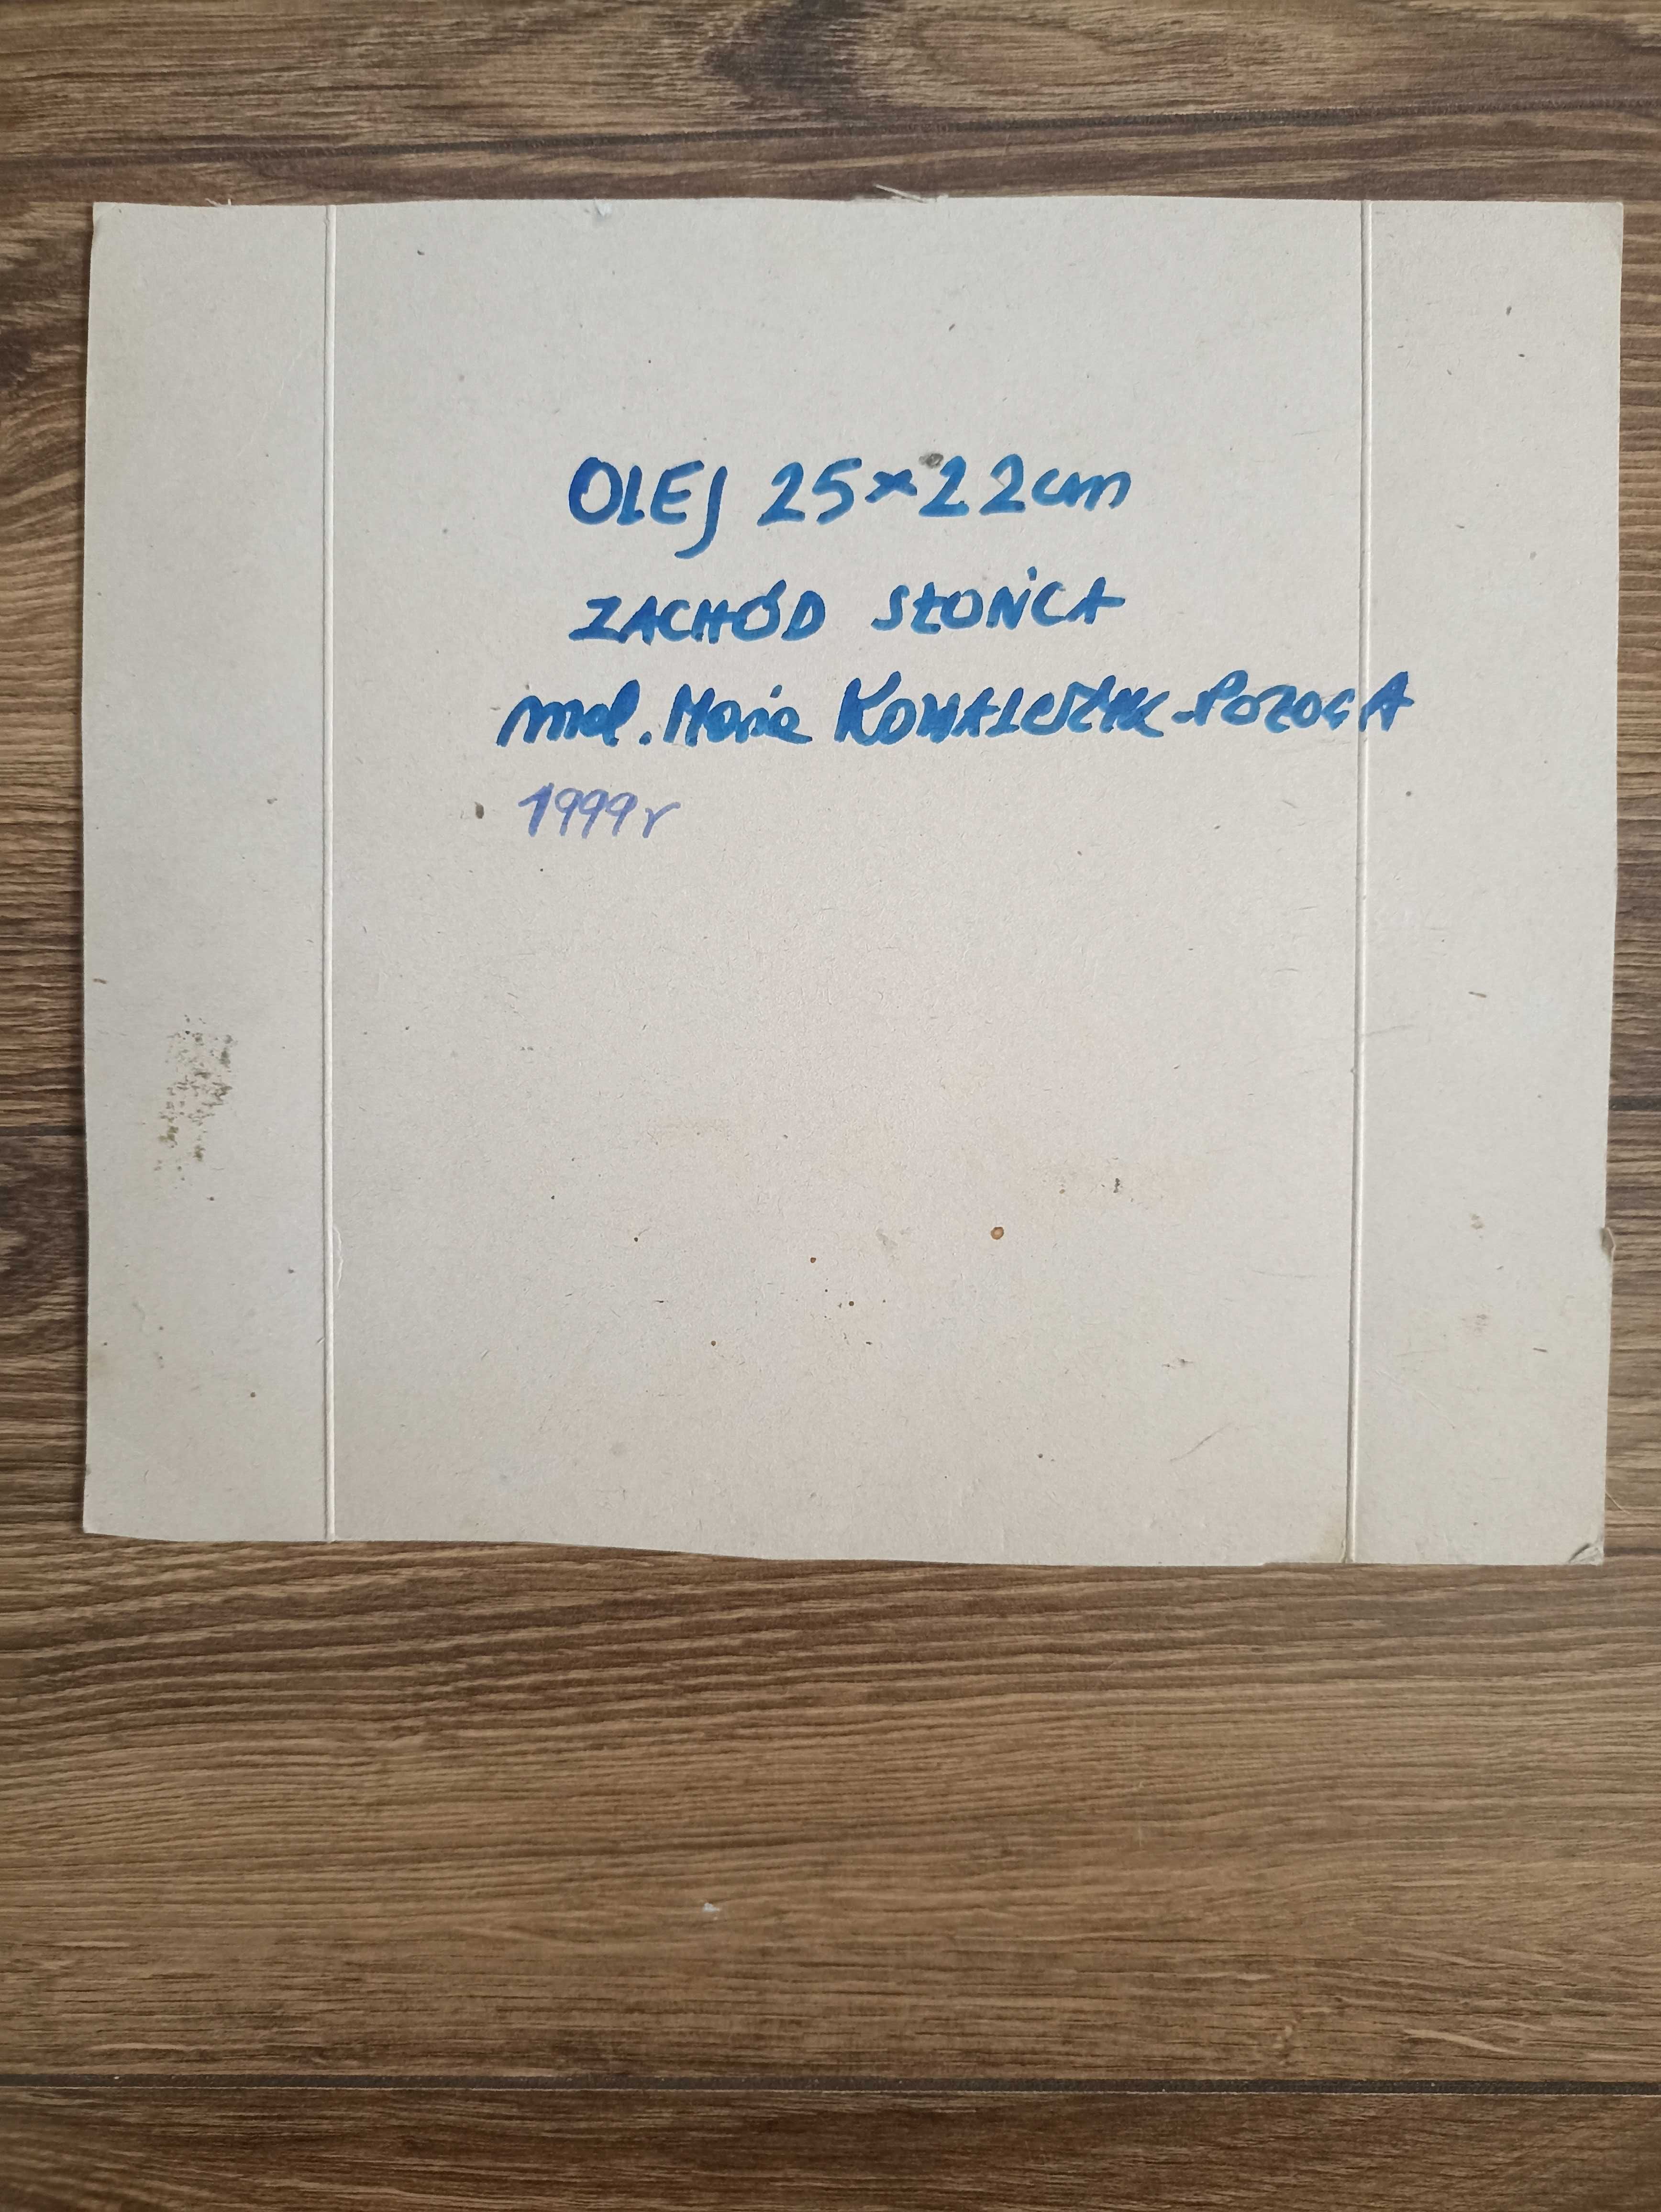 OLEJ 25×22cm
ZACHÓD SŁOŃCA
mal. Maria KOWALCZYK-POZOGA
1999r